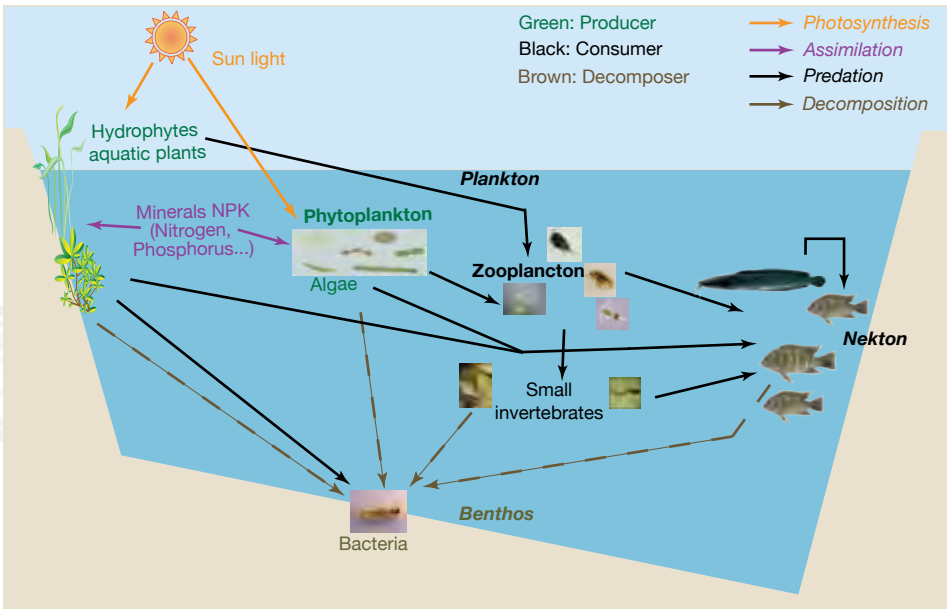 Green: Producer
Black: Consumer
Brown: Decomposer
Photosynthesis
Assimilation
Predation
Decomposition
Sun light
Hydrophytes
aquatic plants
Plankton
Minerals NPK
(Nitrogen,
Phosphorus...)
Phytoplankton
Algae
Zooplancton
Nekton
Small
invertebrates
Benthos
Bacteria